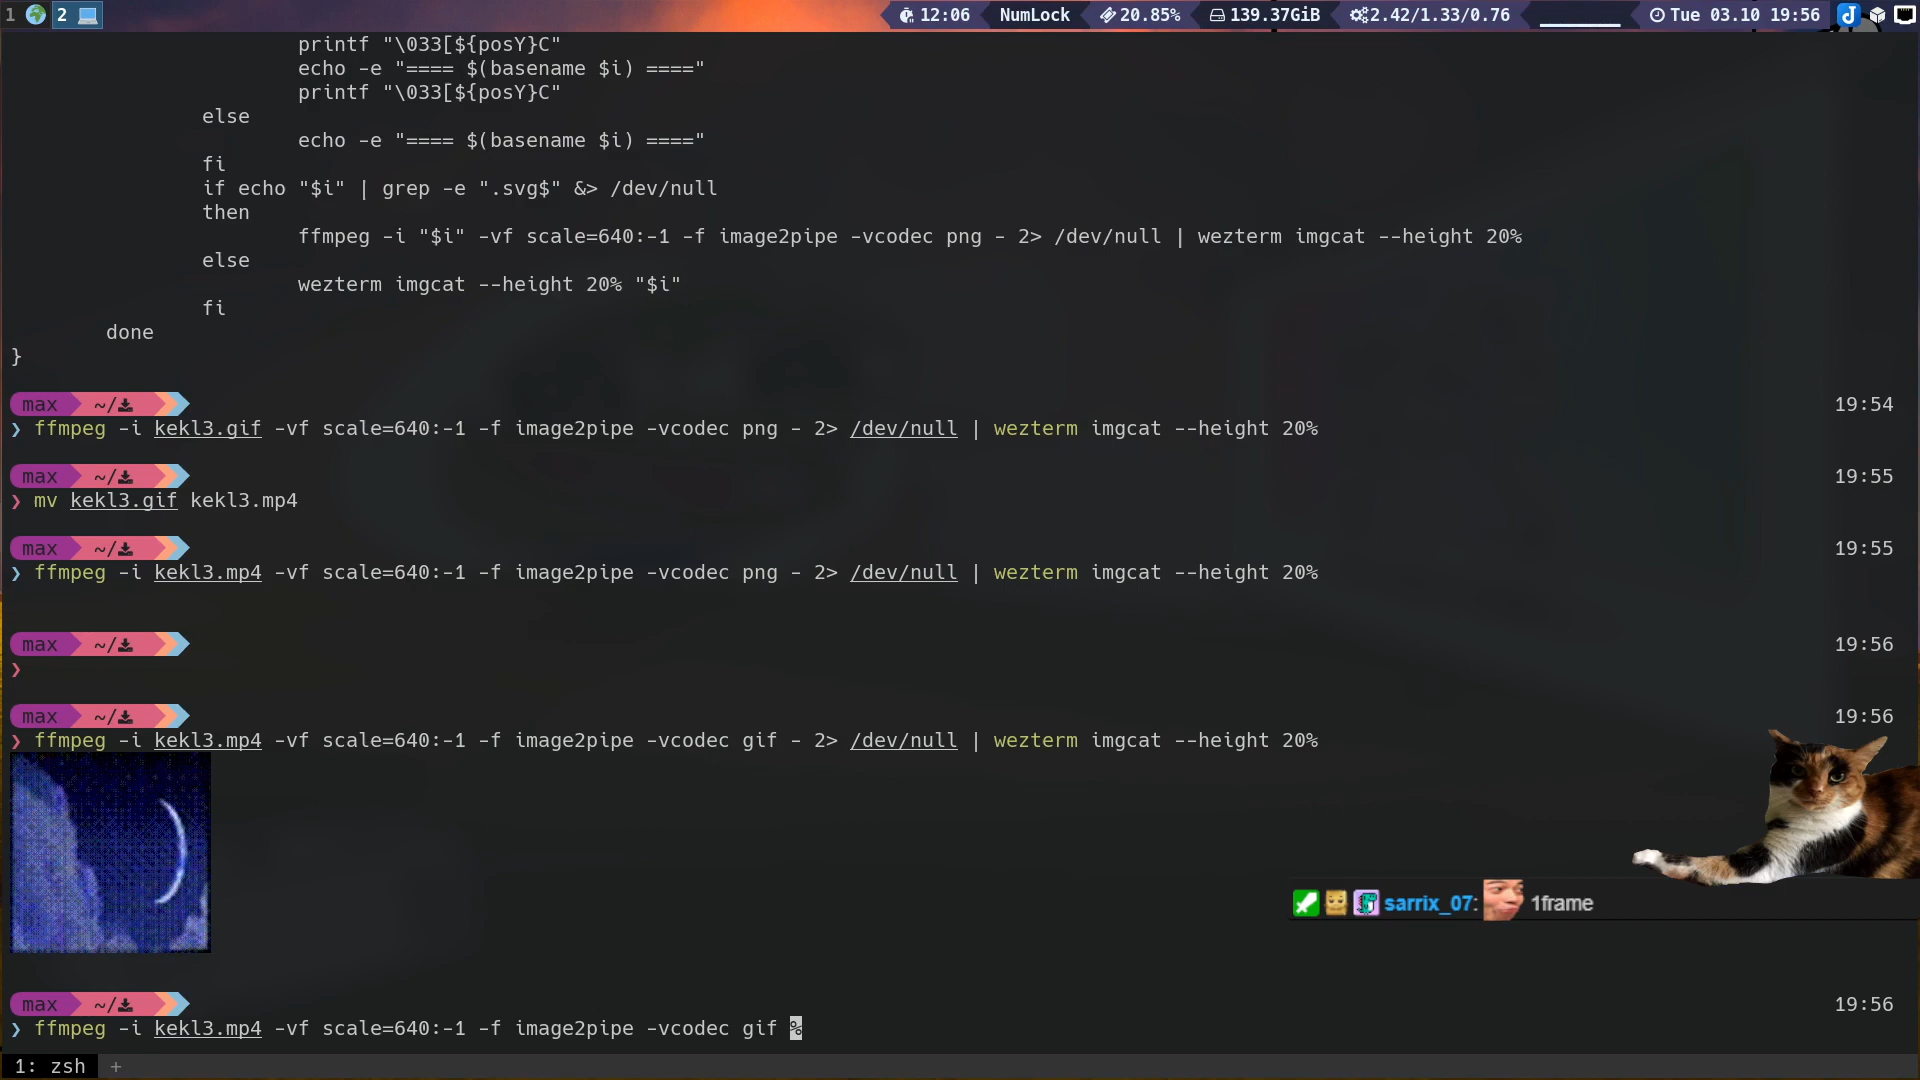 1 2 12:06 NumLock 20.85% 139.37GiB 2.42/1.33/0.76 Tue 03.10 19:56
printf "\033[${posY}C"
echo -e "==== $(basename $i) ===="
printf "\033[${posY}C"
else
echo -e "==== $(basename $i) ===="
fi
if echo "$i" | grep -e ".svg$" &> /dev/null
then
ffmpeg -i "$i" -vf scale=640:-1 -f image2pipe -vcodec png - 2> /dev/null | wezterm imgcat --height 20%
else
wezterm imgcat --height 20% "$i"
fi
done
}
max ~/ 19:54
❯ ffmpeg -i kekl3.gif -vf scale=640:-1 -f image2pipe -vcodec png - 2> /dev/null | wezterm imgcat --height 20%
max ~/ 19:55
❯ mv kekl3.gif kekl3.mp4
max ~/ 19:55
❯ ffmpeg -i kekl3.mp4 -vf scale=640:-1 -f image2pipe -vcodec png - 2> /dev/null | wezterm imgcat --height 20%
max ~/ 19:56
❯
max ~/ 19:56
❯ ffmpeg -i kekl3.mp4 -vf scale=640:-1 -f image2pipe -vcodec gif - 2> /dev/null | wezterm imgcat --height 20%
sarrix_07: 1frame
max ~/ 19:56
❯ ffmpeg -i kekl3.mp4 -vf scale=640:-1 -f image2pipe -vcodec gif %
1: zsh +